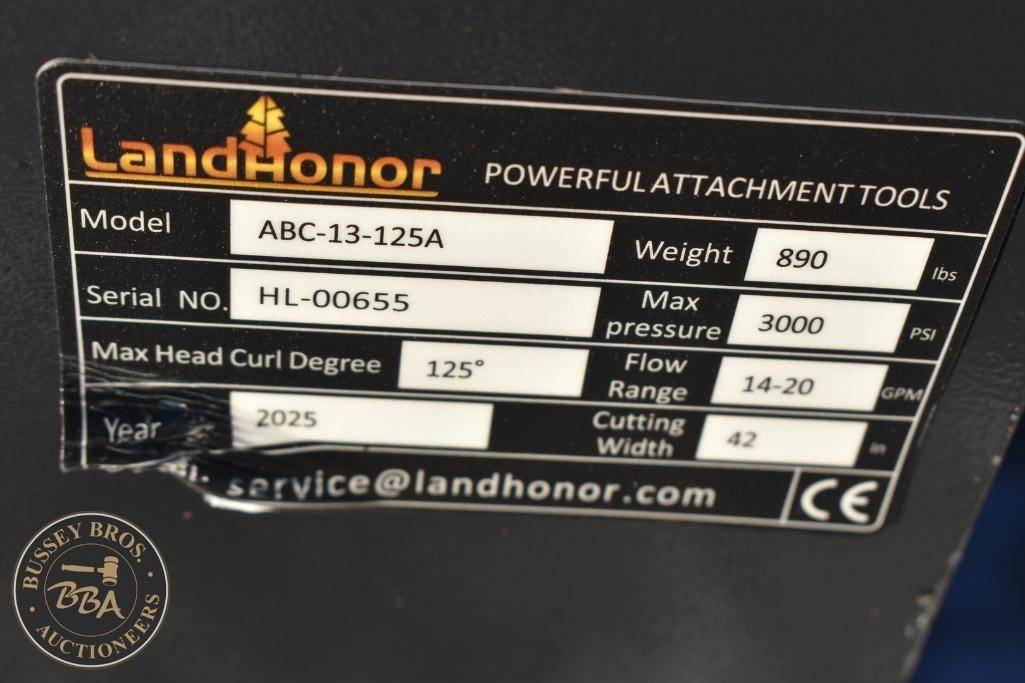 LandHonor
POWERFUL ATTACHMENT TOOLS
Model ABC-13-125A Weight 890 lbs
Serial NO. HL-00655 Max pressure 3000 PSI
Max Head Curl Degree 125° Flow Range 14-20 GPM
Year 2025 Cutting Width 42 in
service@landhonor.com CE
BUSSEY BROS.
BBA
AUCTIONEERS